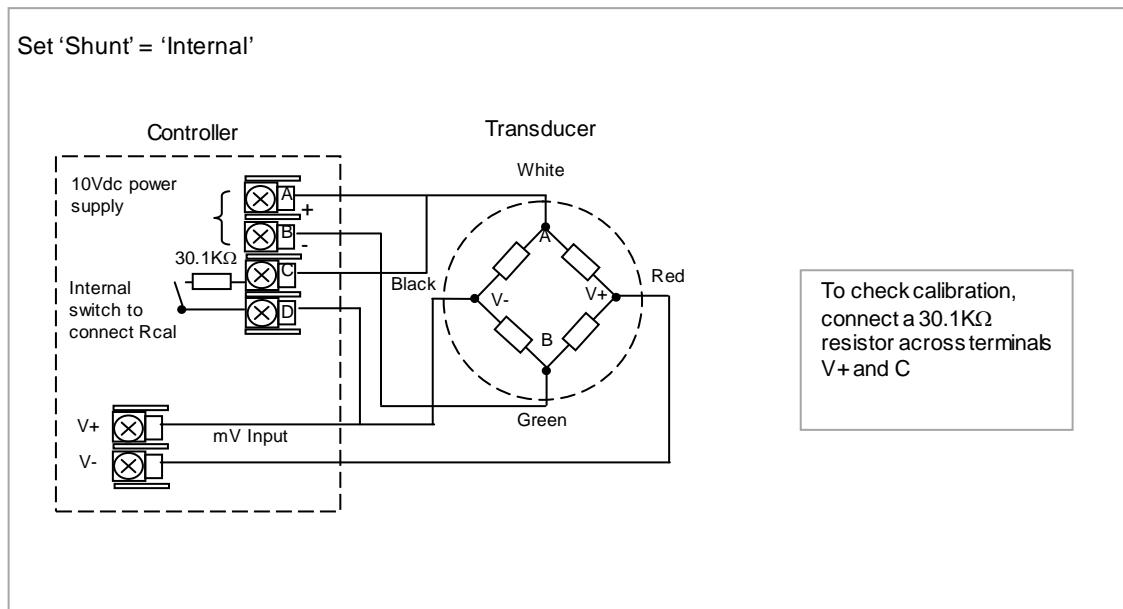 Set ‘Shunt’ = ‘Internal’
Controller
Transducer
White
10Vdc power
supply
A
+
B
-
30.1KΩ
C
Internal
switch to
connect Rcal
D
Black
Red
A
V-
V+
B
Green
V+
mV Input
V-
To check calibration,
connect a 30.1KΩ
resistor across terminals
V+ and C